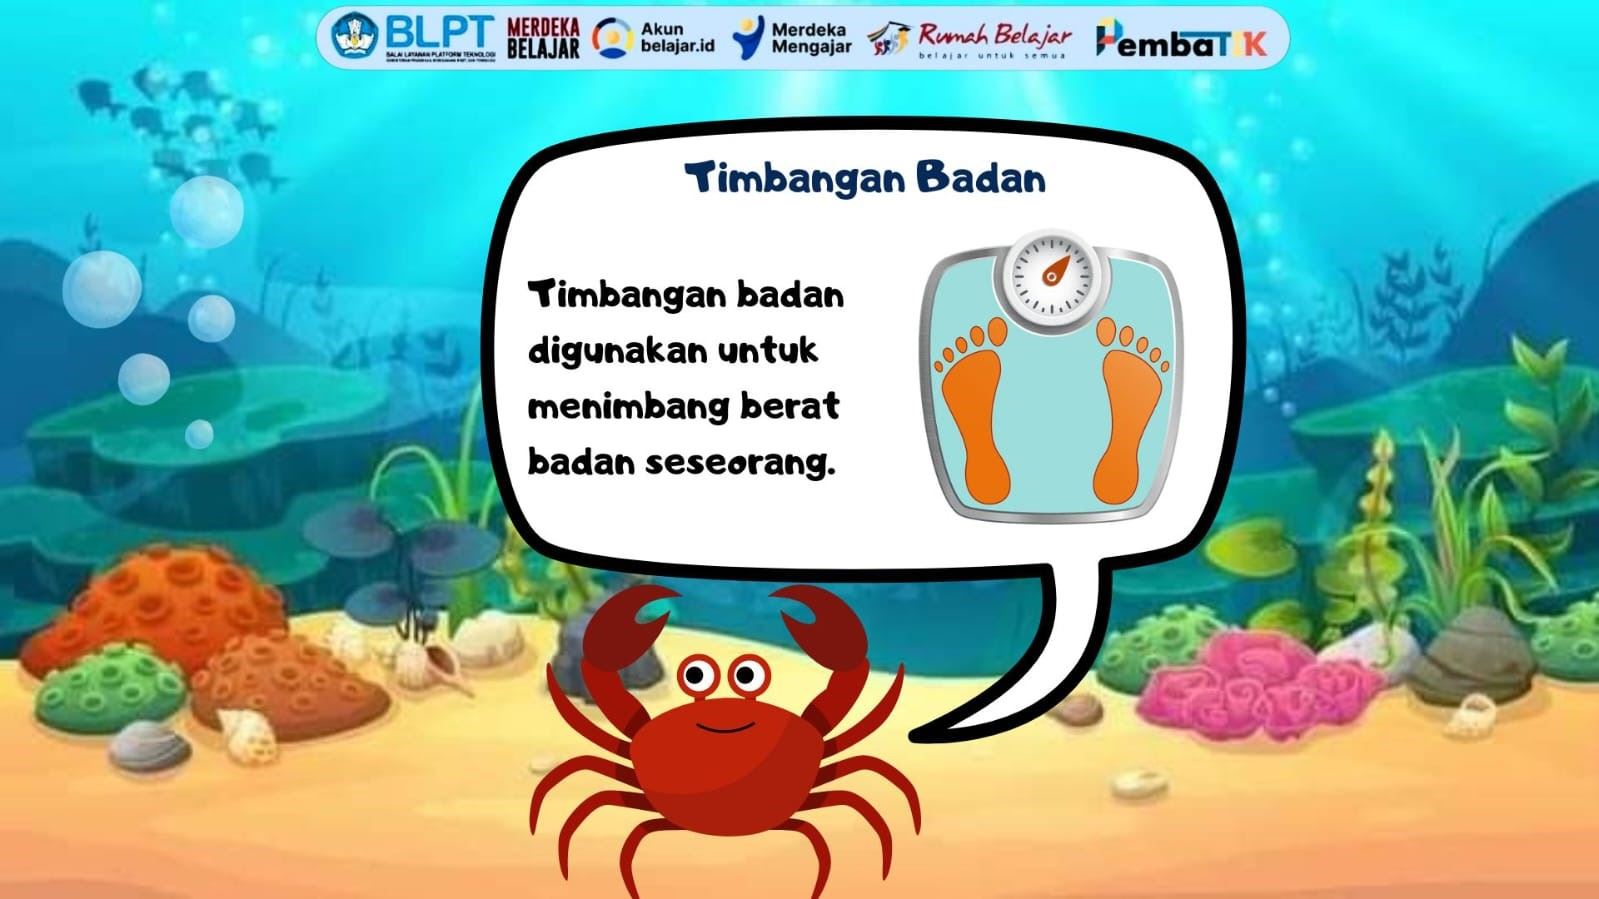 BLPT
BALAI LAYANAN PLATFORM TEKNOLOGI
MERDEKA
BELAJAR
Akun
belajar.id
Merdeka
Mengajar
Rumah Belajar
belajar untuk semua
PembaTIK
Timbangan Badan
Timbangan badan
digunakan untuk
menimbang berat
badan seseorang.